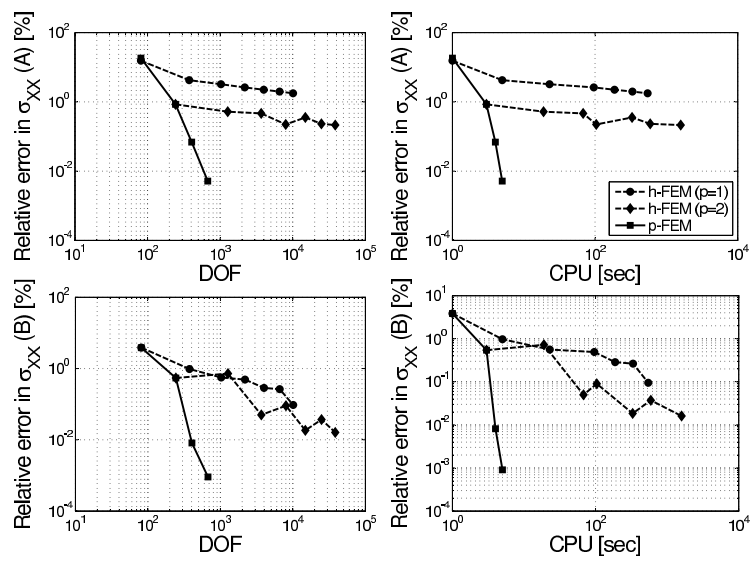 Relative error in σXX (A) [%]
10^2
10^0
10^-2
10^-4
10^1 10^2 10^3 10^4 10^5
DOF
Relative error in σXX (A) [%]
10^2
10^0
10^-2
10^-4
10^0 10^2 10^4
CPU [sec]
h-FEM (p=1)
h-FEM (p=2)
p-FEM
Relative error in σXX (B) [%]
10^2
10^0
10^-2
10^-4
10^1 10^2 10^3 10^4 10^5
DOF
Relative error in σXX (B) [%]
10^1
10^0
10^-1
10^-2
10^-3
10^-4
10^0 10^2 10^4
CPU [sec]